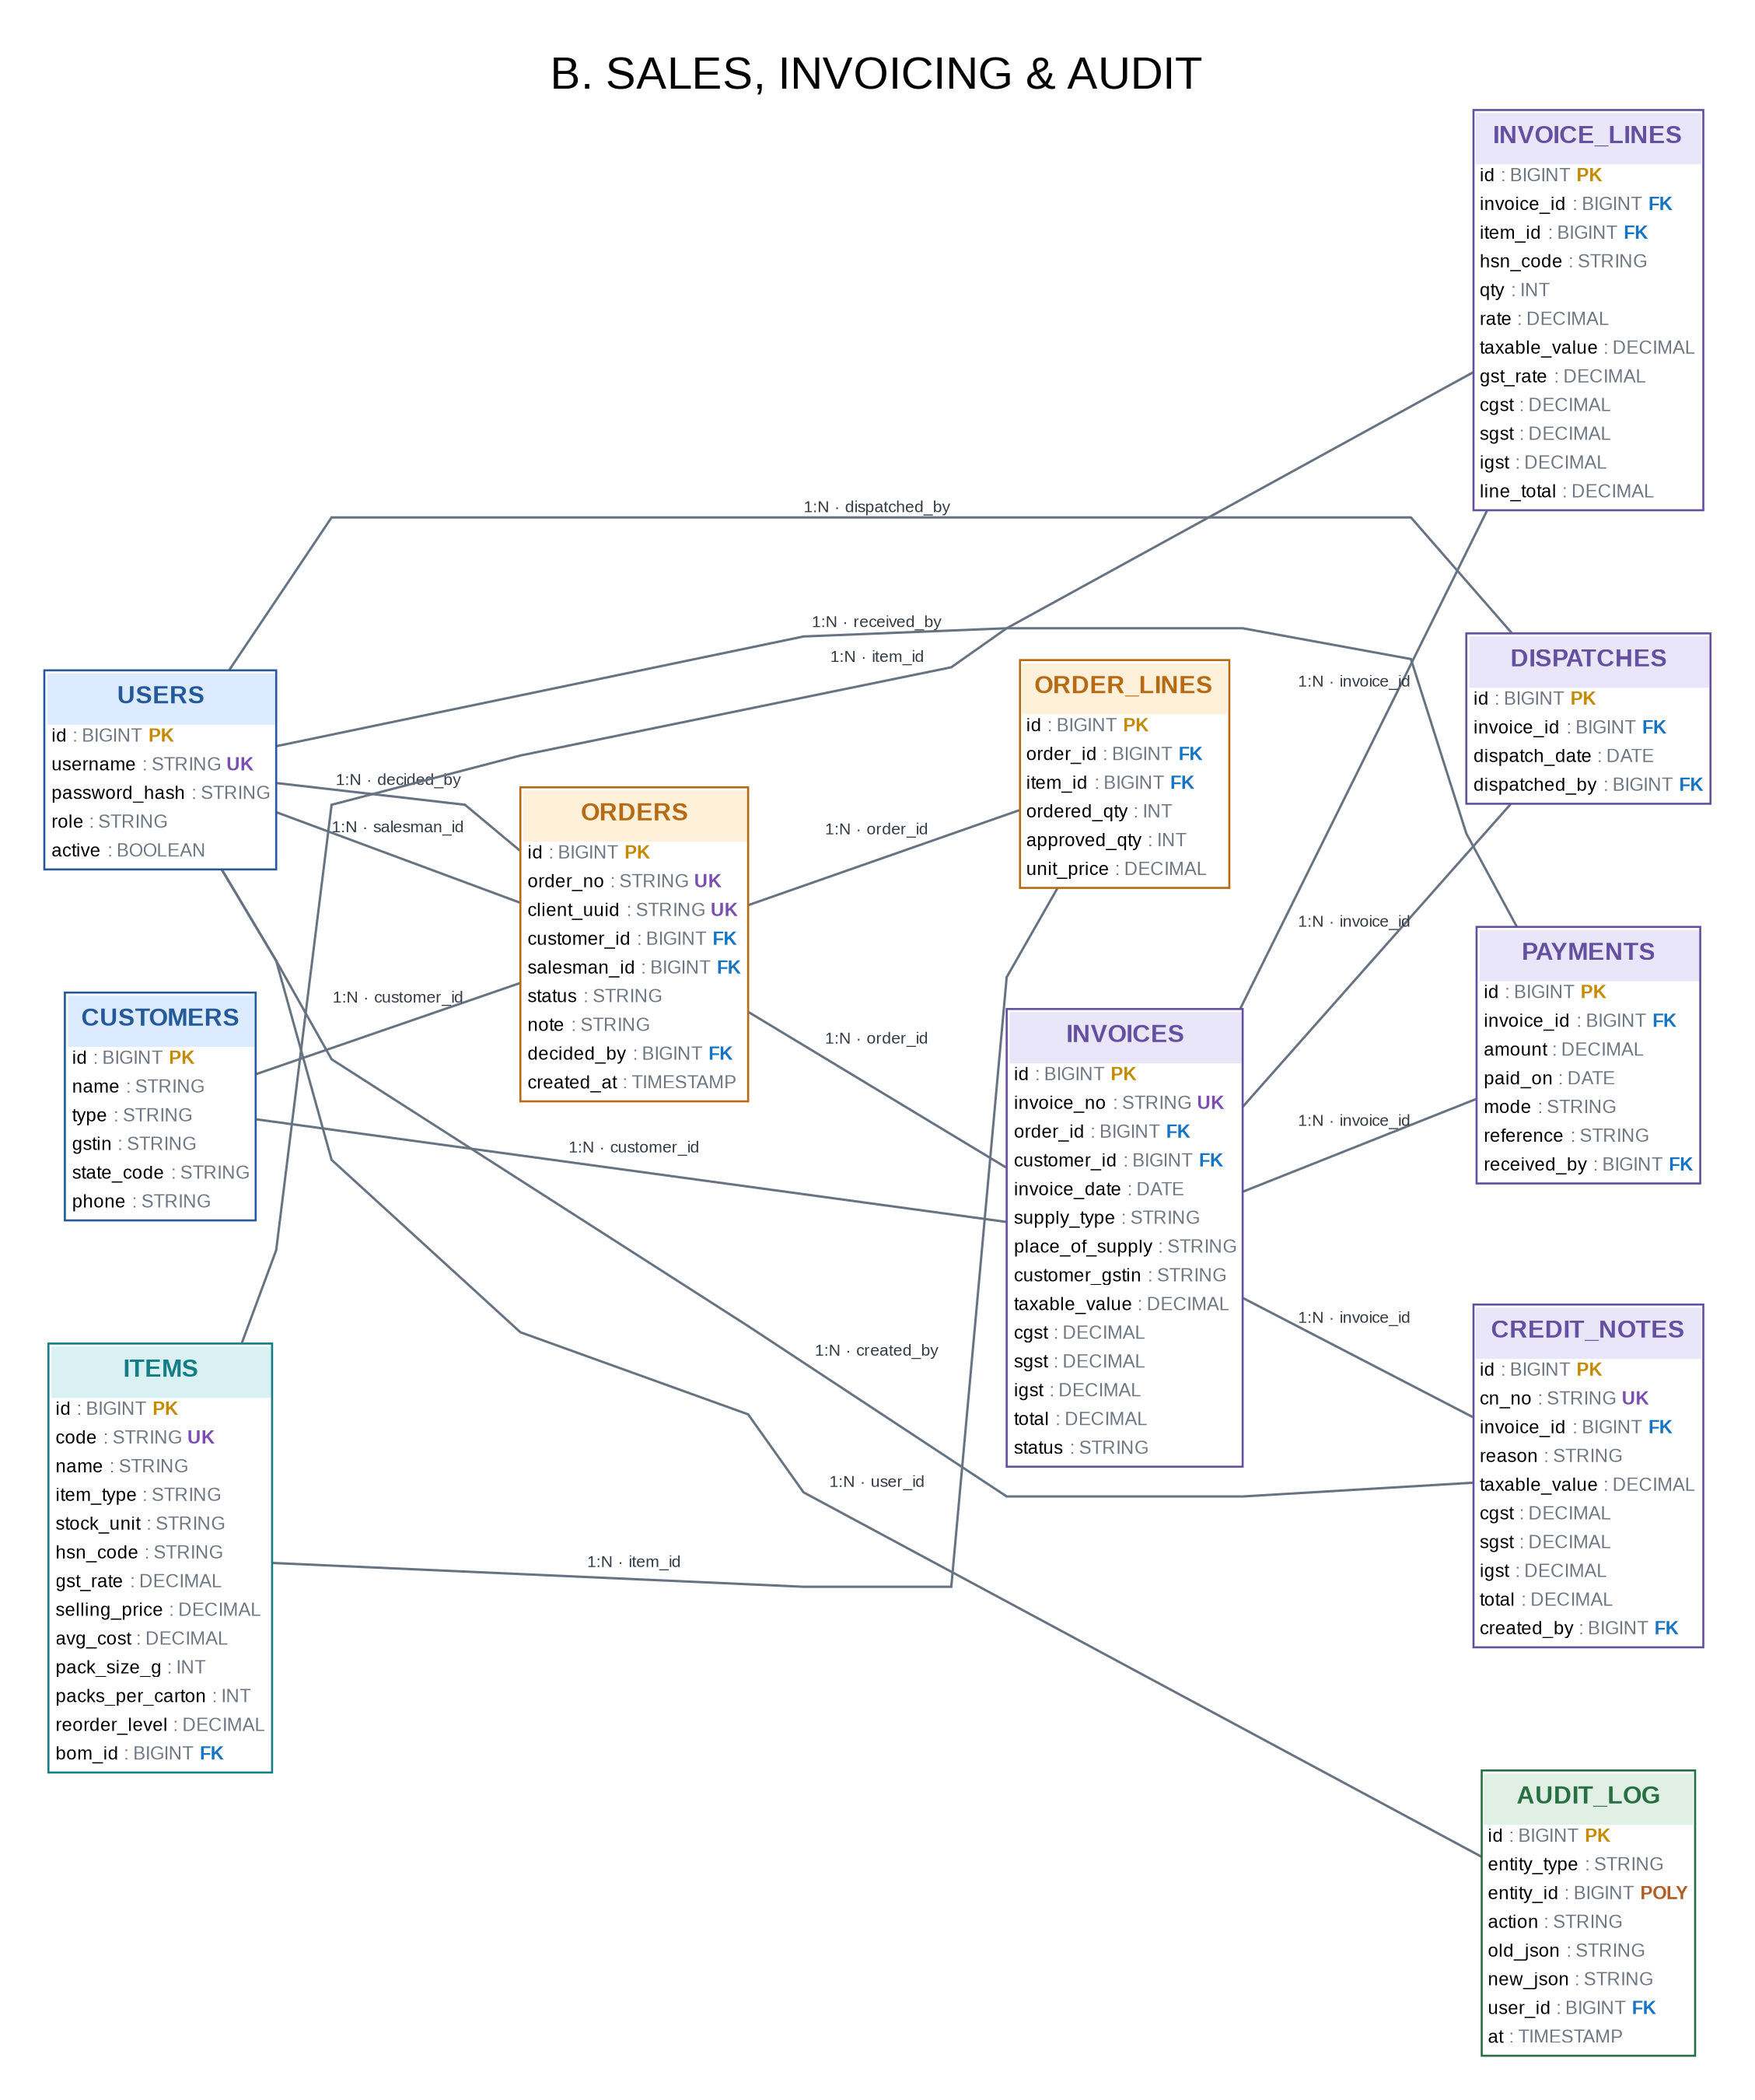 B. SALES, INVOICING & AUDIT
USERS
id : BIGINT PK
username : STRING UK
password_hash : STRING
role : STRING
active : BOOLEAN
CUSTOMERS
id : BIGINT PK
name : STRING
type : STRING
gstin : STRING
state_code : STRING
phone : STRING
ITEMS
id : BIGINT PK
code : STRING UK
name : STRING
item_type : STRING
stock_unit : STRING
hsn_code : STRING
gst_rate : DECIMAL
selling_price : DECIMAL
avg_cost : DECIMAL
pack_size_g : INT
packs_per_carton : INT
reorder_level : DECIMAL
bom_id : BIGINT FK
1:N · decided_by
1:N · salesman_id
1:N · customer_id
ORDERS
id : BIGINT PK
order_no : STRING UK
client_uuid : STRING UK
customer_id : BIGINT FK
salesman_id : BIGINT FK
status : STRING
note : STRING
decided_by : BIGINT FK
created_at : TIMESTAMP
1:N · customer_id
1:N · item_id
1:N · dispatched_by
1:N · received_by
1:N · item_id
1:N · order_id
1:N · order_id
1:N · created_by
1:N · user_id
ORDER_LINES
id : BIGINT PK
order_id : BIGINT FK
item_id : BIGINT FK
ordered_qty : INT
approved_qty : INT
unit_price : DECIMAL
INVOICES
id : BIGINT PK
invoice_no : STRING UK
order_id : BIGINT FK
customer_id : BIGINT FK
invoice_date : DATE
supply_type : STRING
place_of_supply : STRING
customer_gstin : STRING
taxable_value : DECIMAL
cgst : DECIMAL
sgst : DECIMAL
igst : DECIMAL
total : DECIMAL
status : STRING
1:N · invoice_id
1:N · invoice_id
1:N · invoice_id
1:N · invoice_id
INVOICE_LINES
id : BIGINT PK
invoice_id : BIGINT FK
item_id : BIGINT FK
hsn_code : STRING
qty : INT
rate : DECIMAL
taxable_value : DECIMAL
gst_rate : DECIMAL
cgst : DECIMAL
sgst : DECIMAL
igst : DECIMAL
line_total : DECIMAL
DISPATCHES
id : BIGINT PK
invoice_id : BIGINT FK
dispatch_date : DATE
dispatched_by : BIGINT FK
PAYMENTS
id : BIGINT PK
invoice_id : BIGINT FK
amount : DECIMAL
paid_on : DATE
mode : STRING
reference : STRING
received_by : BIGINT FK
CREDIT_NOTES
id : BIGINT PK
cn_no : STRING UK
invoice_id : BIGINT FK
reason : STRING
taxable_value : DECIMAL
cgst : DECIMAL
sgst : DECIMAL
igst : DECIMAL
total : DECIMAL
created_by : BIGINT FK
AUDIT_LOG
id : BIGINT PK
entity_type : STRING
entity_id : BIGINT POLY
action : STRING
old_json : STRING
new_json : STRING
user_id : BIGINT FK
at : TIMESTAMP